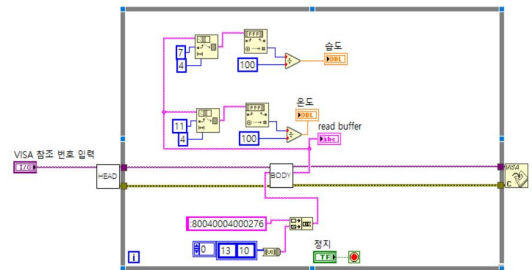 습도
7
4
100
DBL
온도
DBL
11
4
100
read buffer
abc
VISA 참조 번호 입력
I/O
HEAD
BODY
VISA
C
:80040004000276
0
13
10
정지
TF
i